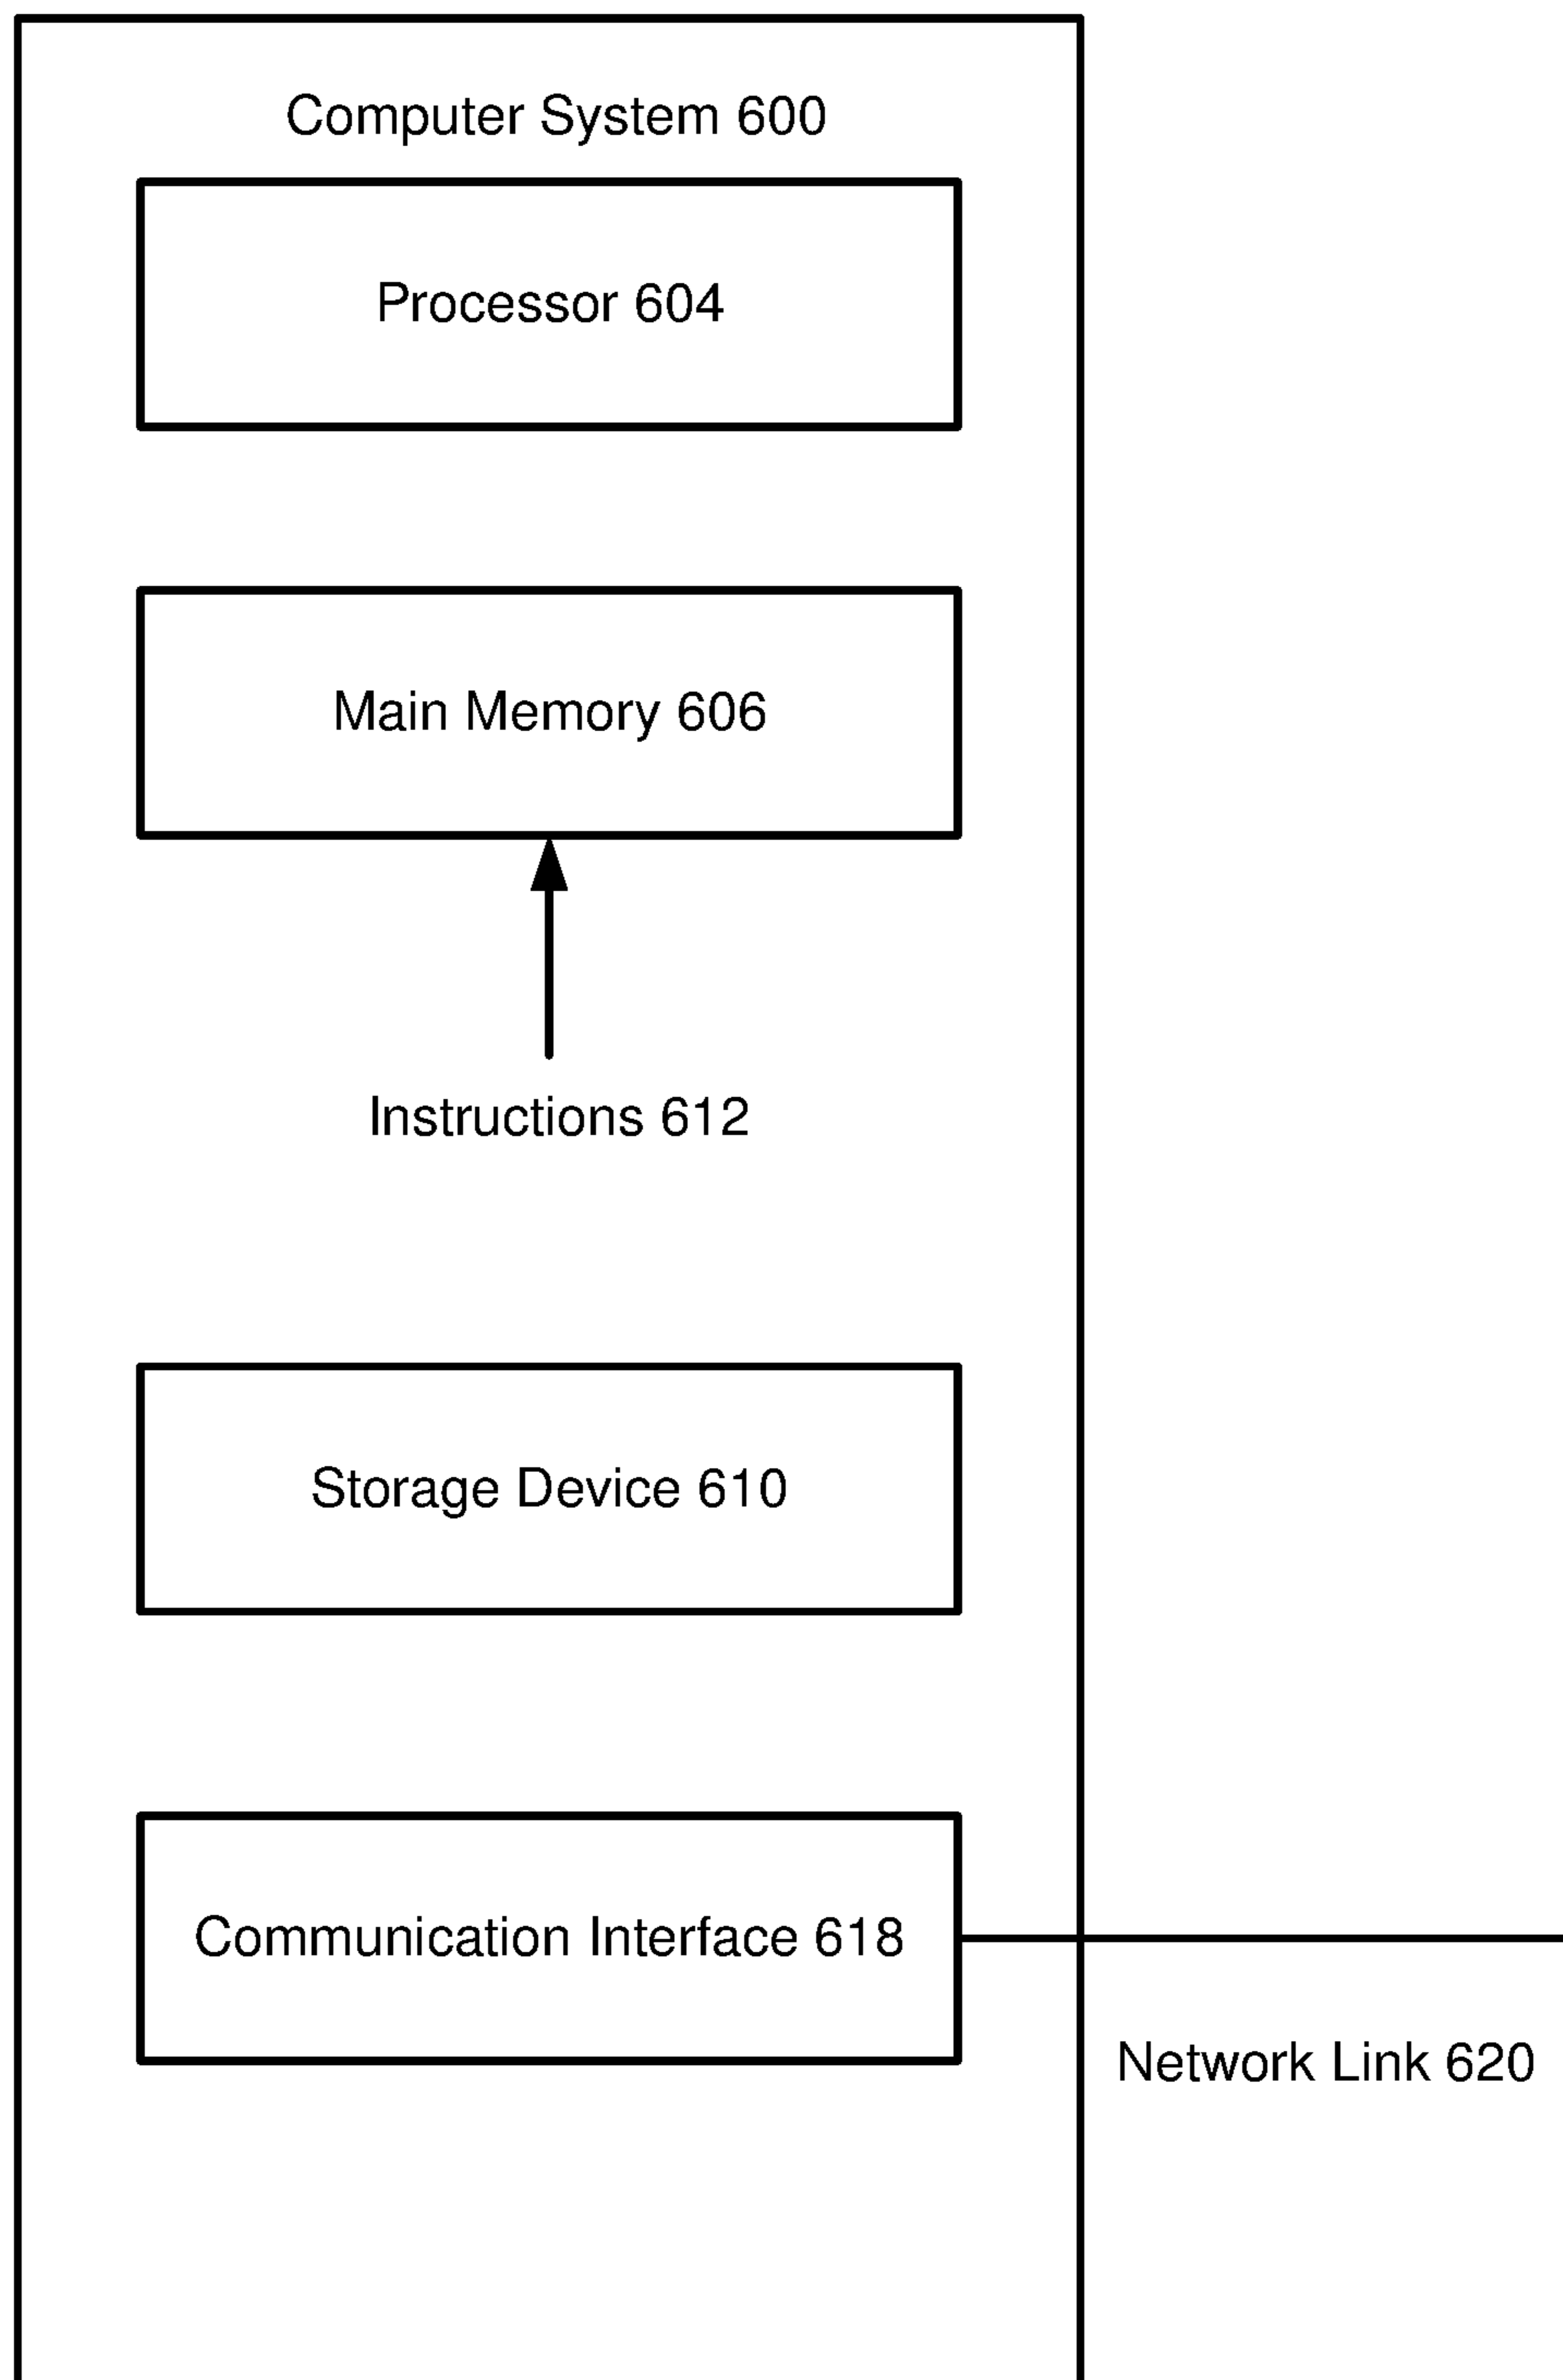 Computer System 600
Processor 604
Main Memory 606
Instructions 612
Storage Device 610
Communication Interface 618
Network Link 620